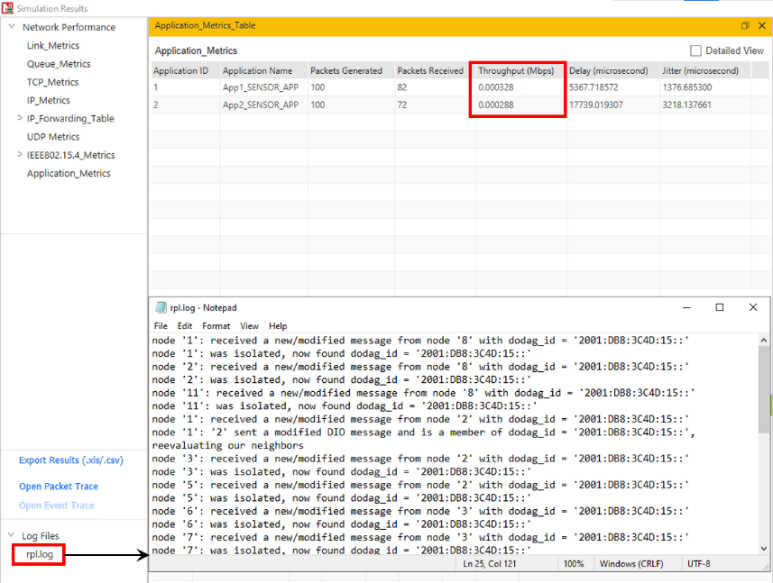 Simulation Results
Network Performance
Link_Metrics
Queue_Metrics
TCP_Metrics
IP_Metrics
IP_Forwarding_Table
UDP Metrics
IEEE802.15.4_Metrics
Application_Metrics
Export Results (.xls/.csv)
Open Packet Trace
Open Event Trace
Log Files
rpl.log
Application_Metrics_Table
Application_Metrics
Detailed View
Application ID Application Name Packets Generated Packets Received Throughput (Mbps) Delay (microsecond) Jitter (microsecond)
1 App1_SENSOR_APP 100 82 0.000328 5367.718572 1376.685300
2 App2_SENSOR_APP 100 72 0.000288 17739.019307 3218.137661
rpl.log - Notepad
File Edit Format View Help
node '1': received a new/modified message from node '8' with dodag_id = '2001:DB8:3C4D:15::'
node '1': was isolated, now found dodag_id = '2001:DB8:3C4D:15::'
node '2': received a new/modified message from node '8' with dodag_id = '2001:DB8:3C4D:15::'
node '2': was isolated, now found dodag_id = '2001:DB8:3C4D:15::'
node '11': received a new/modified message from node '8' with dodag_id = '2001:DB8:3C4D:15::'
node '11': was isolated, now found dodag_id = '2001:DB8:3C4D:15::'
node '1': received a new/modified message from node '2' with dodag_id = '2001:DB8:3C4D:15::'
node '1': '2' sent a modified DIO message and is a member of dodag_id = '2001:DB8:3C4D:15::',
reevaluating our neighbors
node '3': received a new/modified message from node '2' with dodag_id = '2001:DB8:3C4D:15::'
node '3': was isolated, now found dodag_id = '2001:DB8:3C4D:15::'
node '5': received a new/modified message from node '2' with dodag_id = '2001:DB8:3C4D:15::'
node '5': was isolated, now found dodag_id = '2001:DB8:3C4D:15::'
node '6': received a new/modified message from node '3' with dodag_id = '2001:DB8:3C4D:15::'
node '6': was isolated, now found dodag_id = '2001:DB8:3C4D:15::'
node '7': received a new/modified message from node '3' with dodag_id = '2001:DB8:3C4D:15::'
node '7': was isolated, now found dodag_id = '2001:DB8:3C4D:15::'
Ln 25, Col 121 100% Windows (CRLF) UTF-8